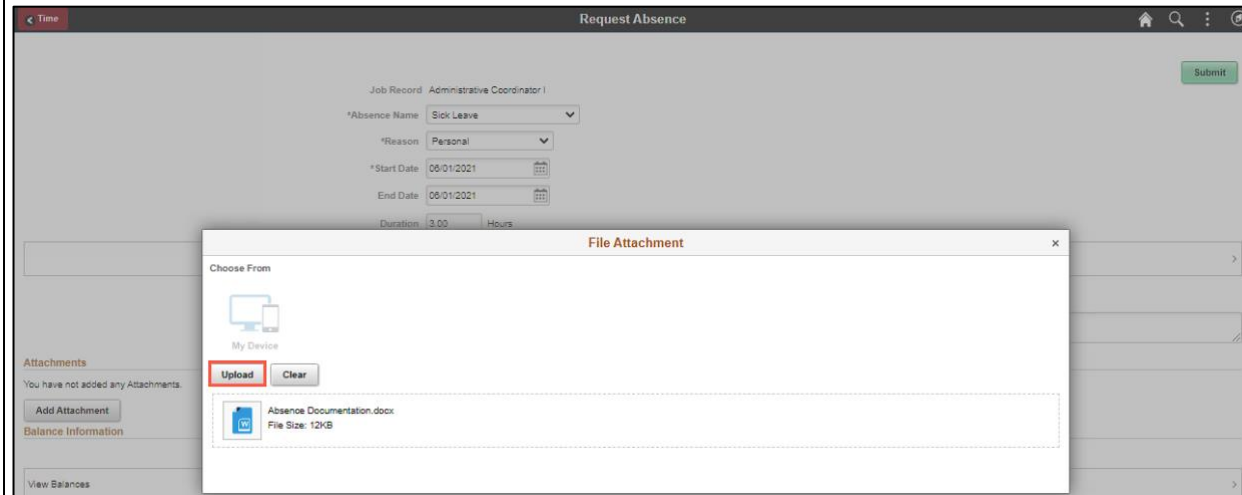 Time
Request Absence
Submit
Job Record Administrative Coordinator I
*Absence Name Sick Leave
*Reason Personal
*Start Date 06/01/2021
End Date 06/01/2021
Duration 3.00 Hours
File Attachment
×
Choose From
My Device
Upload Clear
Absence Documentation.docx
File Size: 12KB
Attachments
You have not added any Attachments.
Add Attachment
Balance Information
View Balances